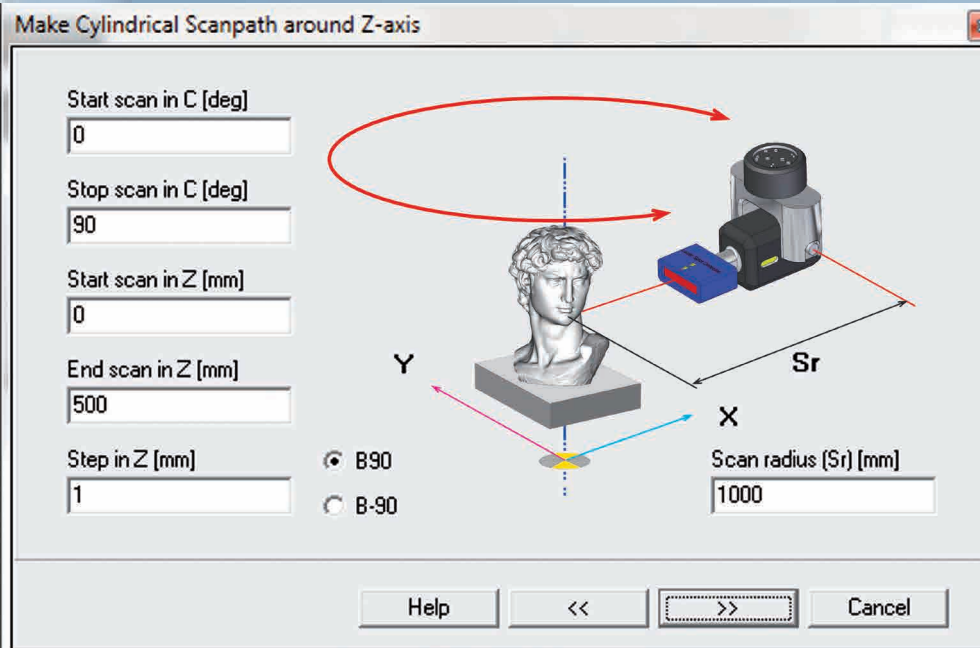 Make Cylindrical Scanpath around Z-axis
Start scan in C [deg]
0
Stop scan in C [deg]
90
Start scan in Z [mm]
0
End scan in Z [mm]
500
Step in Z [mm]
1
B90
B-90
Y
X
Sr
Scan radius (Sr) [mm]
1000
Help
<<
>>
Cancel